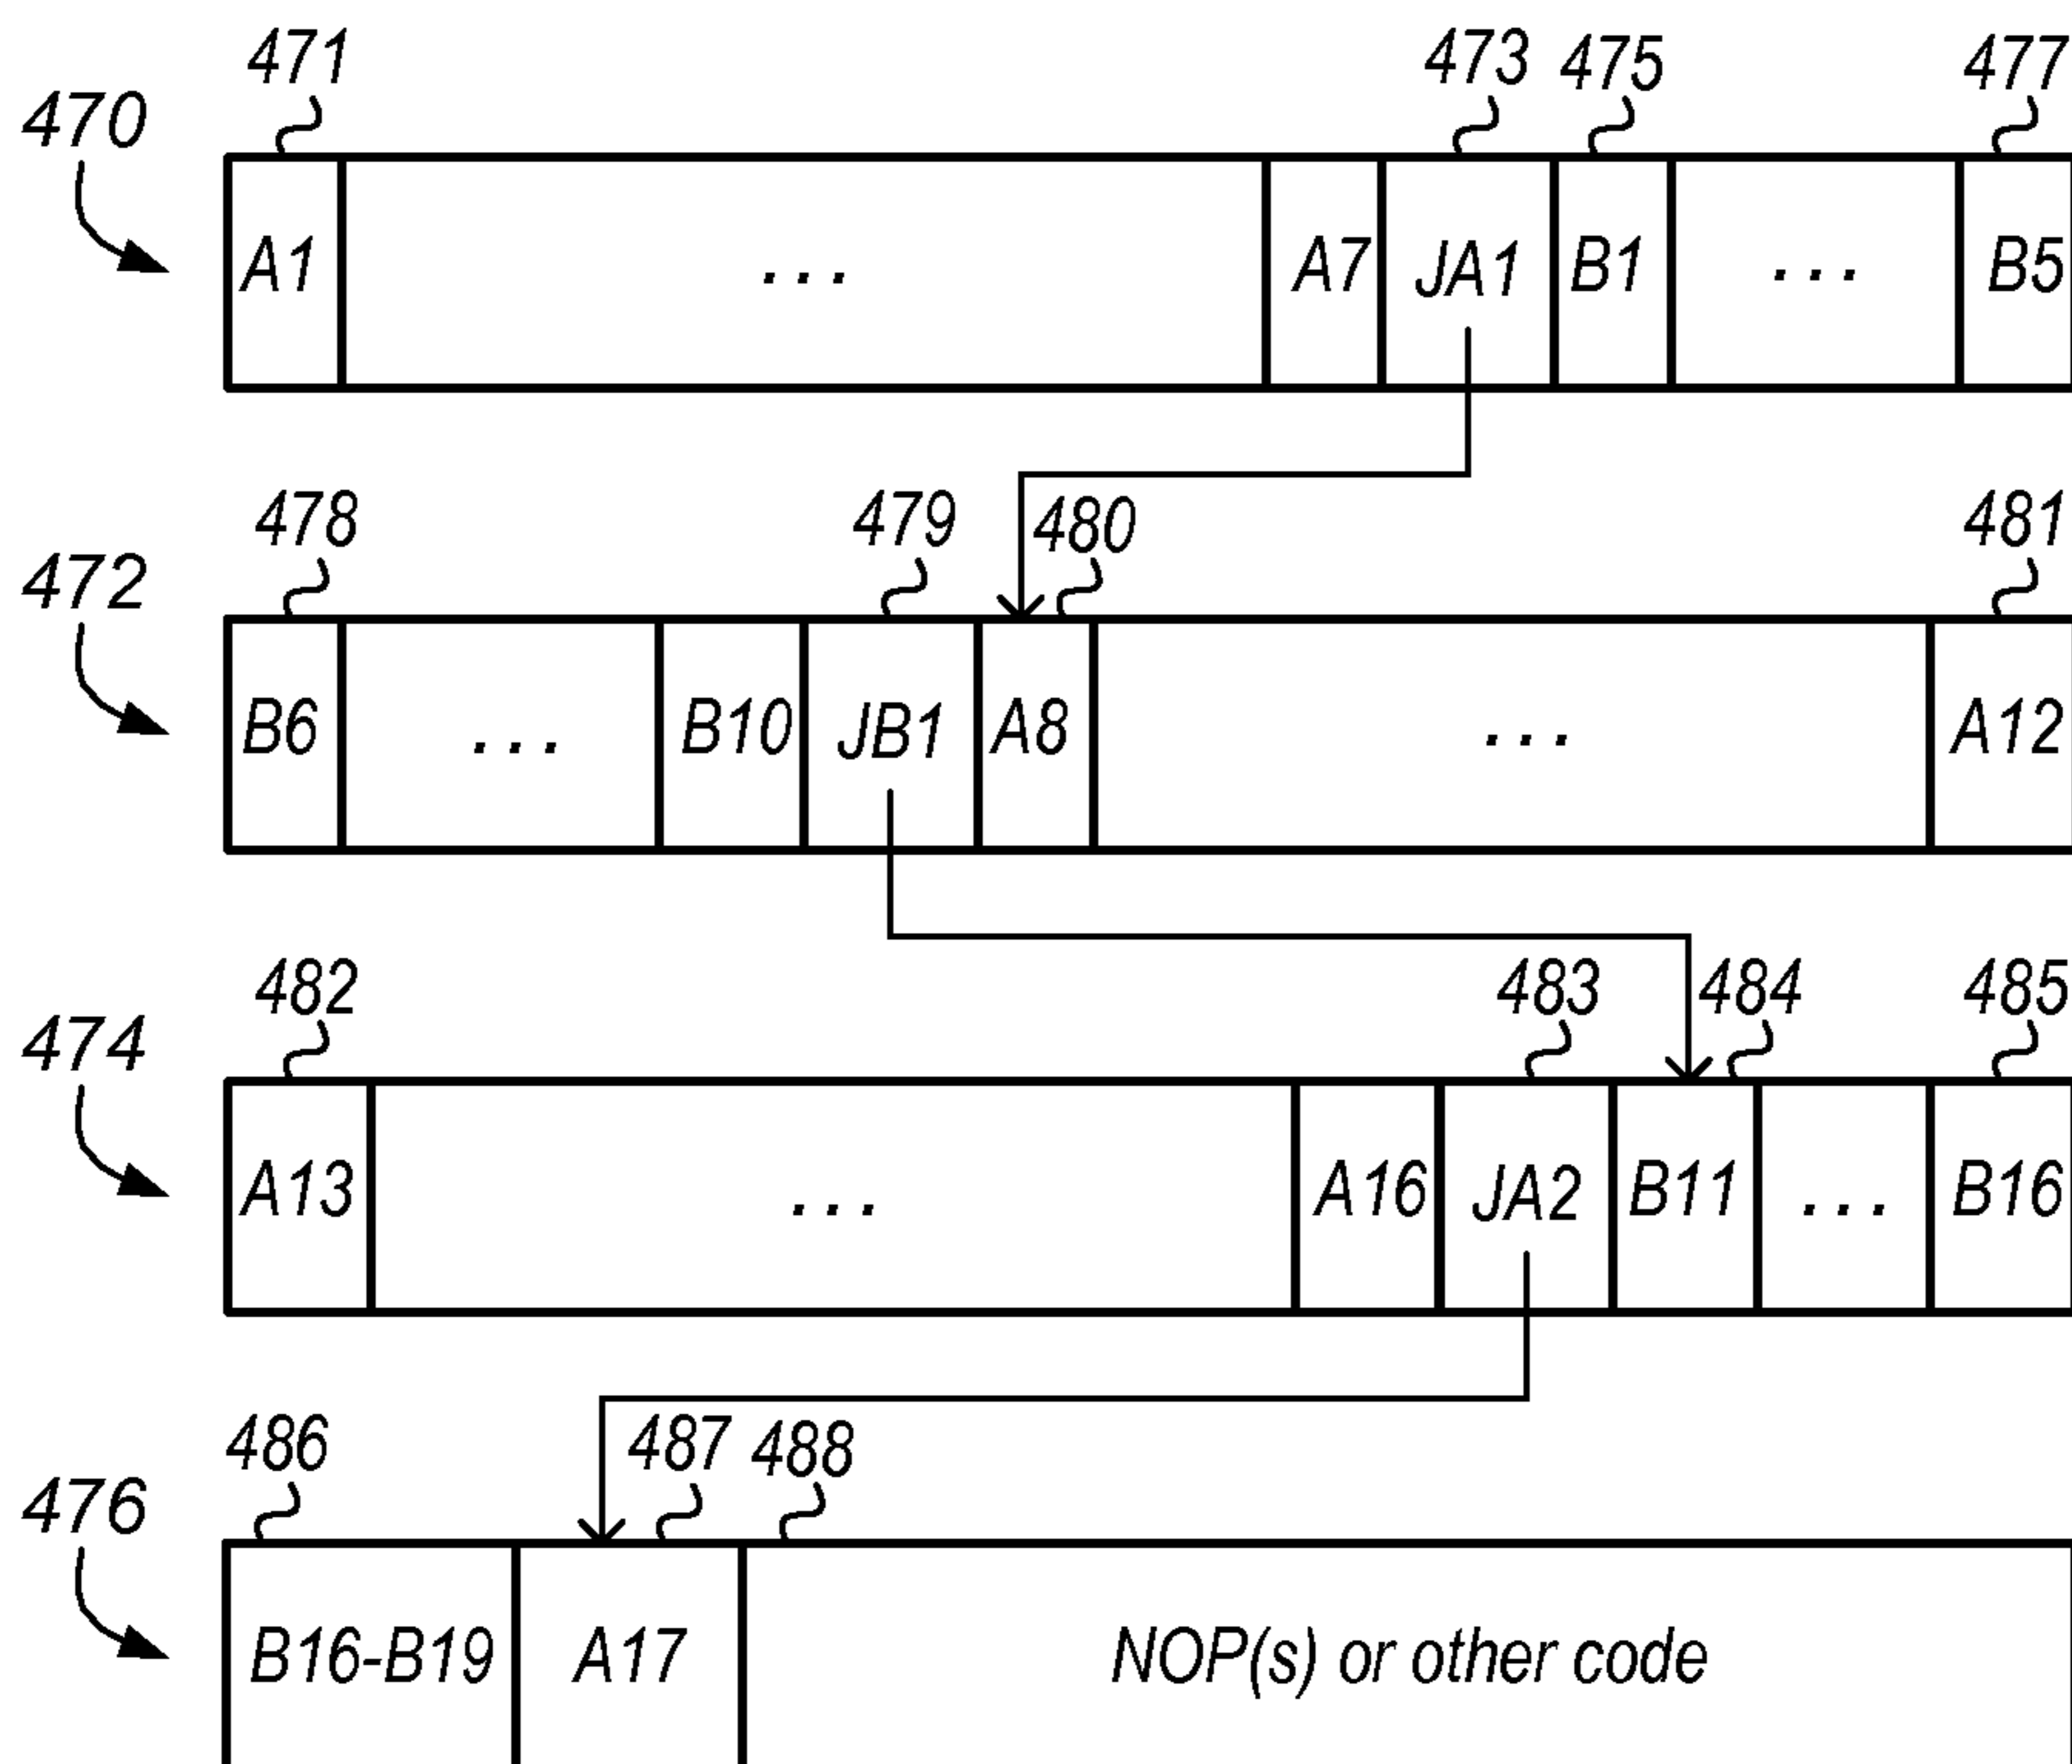 471 473 475 477
470
A1 ... A7 JA1 B1 ... B5
478 479 480 481
472
B6 ... B10 JB1 A8 ... A12
482 483 484 485
474
A13 ... A16 JA2 B11 ... B16
486 487 488
476
B16-B19 A17 NOP(s) or other code